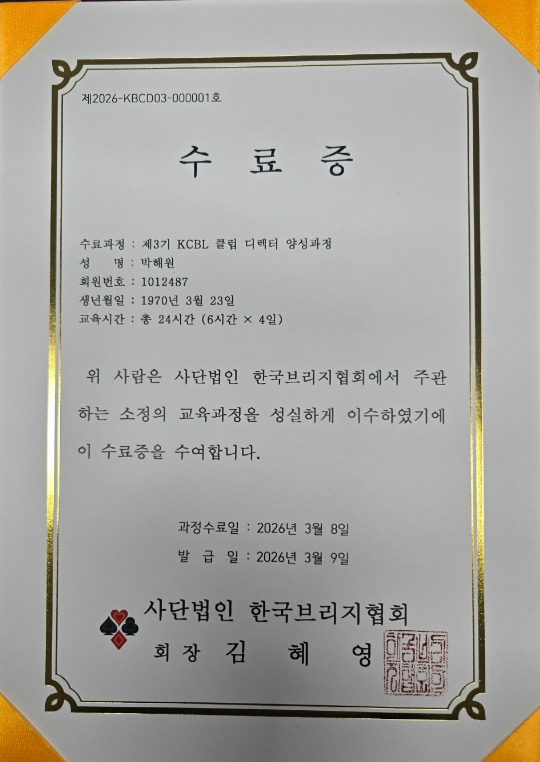 제2026-KBCD03-000001호
수 료 증
수료과정 : 제3기 KCBL 클럽 디렉터 양성과정
성 명 : 박해원
회원번호 : 1012487
생년월일 : 1970년 3월 23일
교육시간 : 총 24시간 (6시간 × 4일)
위 사람은 사단법인 한국브리지협회에서 주관
하는 소정의 교육과정을 성실하게 이수하였기에
이 수료증을 수여합니다.
과정수료일 : 2026년 3월 8일
발 급 일 : 2026년 3월 9일
사단법인 한국브리지협회
회장 김 혜 영